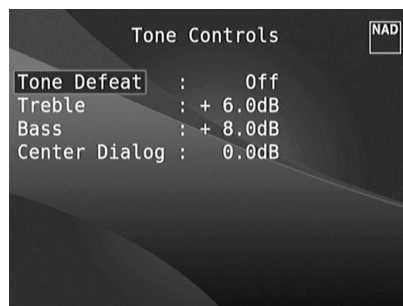 Tone Controls
NAD
Tone Defeat : Off
Treble : + 6.0dB
Bass : + 8.0dB
Center Dialog : 0.0dB